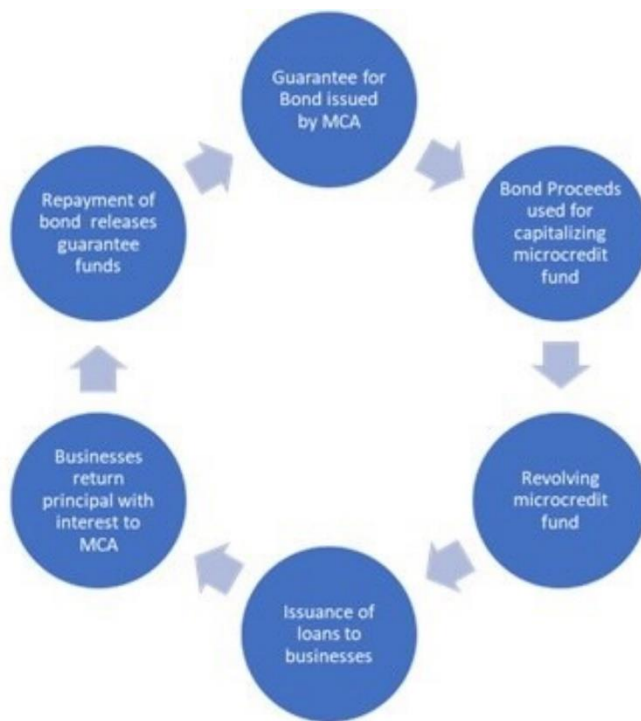 Guarantee for
Bond issued
by MCA
Bond Proceeds
used for
capitalizing
microcredit
fund
Revolving
microcredit
fund
Issuance of
loans to
businesses
Businesses
return
principal with
interest to
MCA
Repayment of
bond releases
guarantee
funds